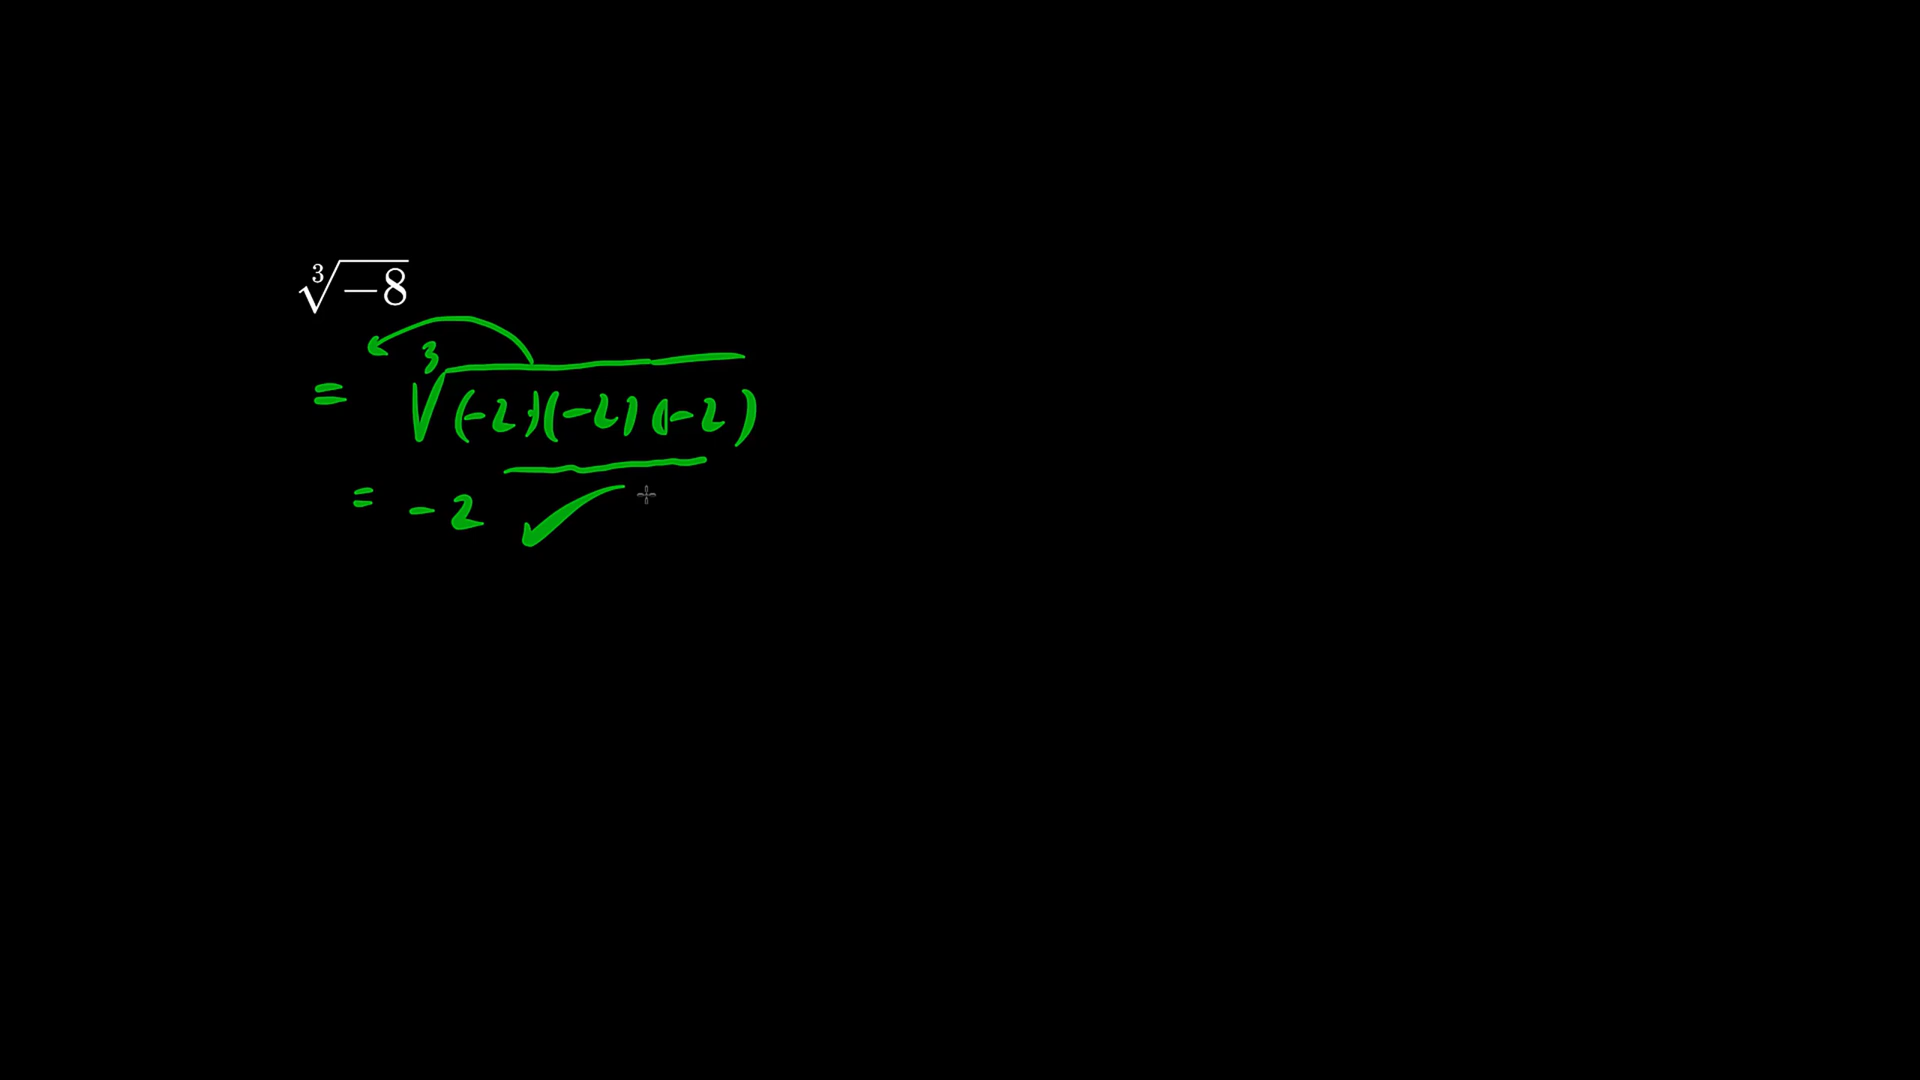 ∛−8
= ∛(-2)(-2)(-2)
= -2 ✓